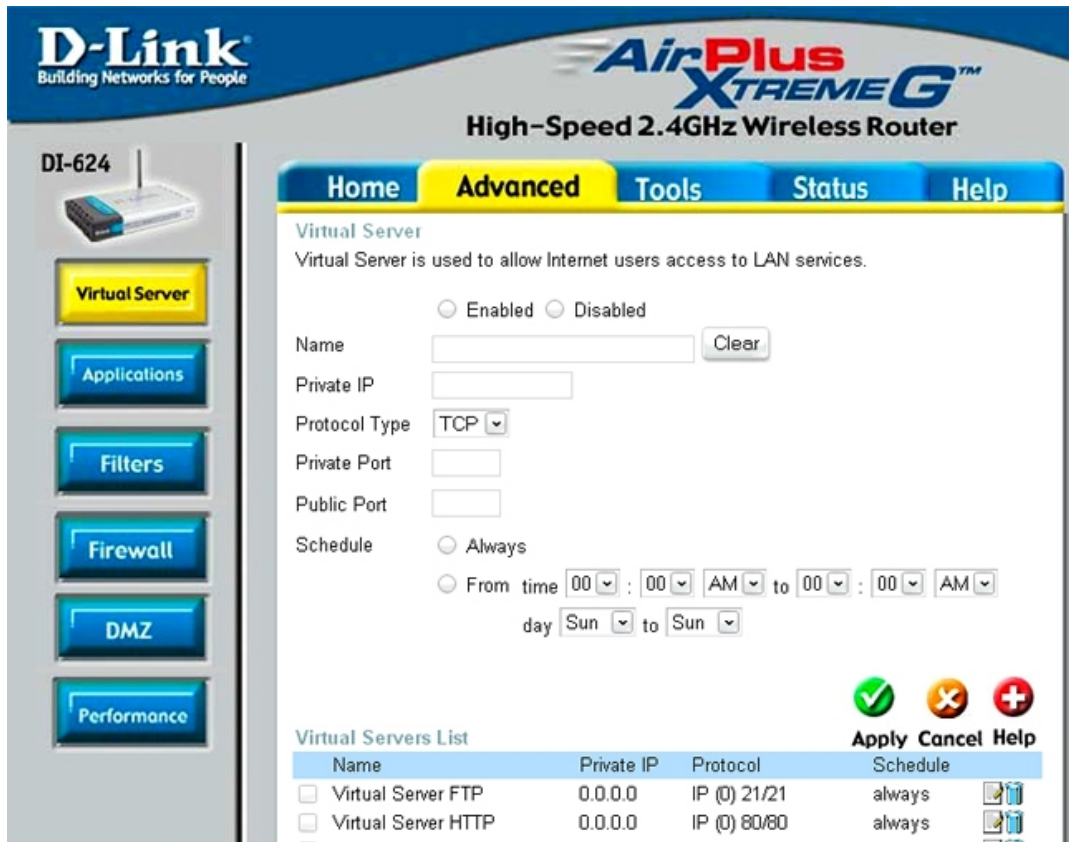 D-Link
Building Networks for People
AirPlus
XTREME G™
High-Speed 2.4GHz Wireless Router
DI-624
Home Advanced Tools Status Help
Virtual Server
Applications
Filters
Firewall
DMZ
Performance
Virtual Server
Virtual Server is used to allow Internet users access to LAN services.
Enabled Disabled
Name Clear
Private IP
Protocol Type TCP
Private Port
Public Port
Schedule Always
From time 00 : 00 AM to 00 : 00 AM
day Sun to Sun
Apply Cancel Help
Virtual Servers List
Name Private IP Protocol Schedule
Virtual Server FTP 0.0.0.0 IP (0) 21/21 always
Virtual Server HTTP 0.0.0.0 IP (0) 80/80 always